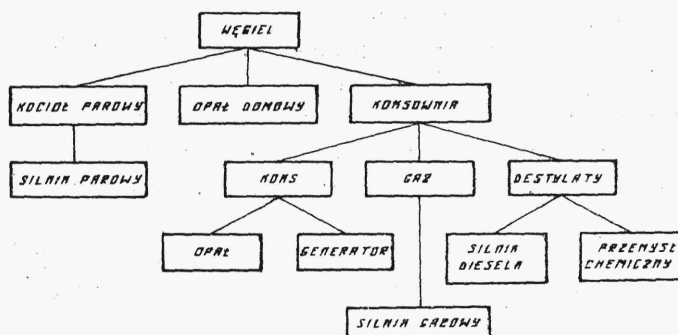 WĘGIEL
KOCIOŁ PAROWY
OPAŁ DOMOWY
KOKSOWNIA
SILNIK PAROWY
KOKS
GAZ
DESTYLATY
OPAŁ
GENERATOR
SILNIK
DIESELA
PRZEMYSŁ
CHEMICZNY
SILNIK GAZOWY